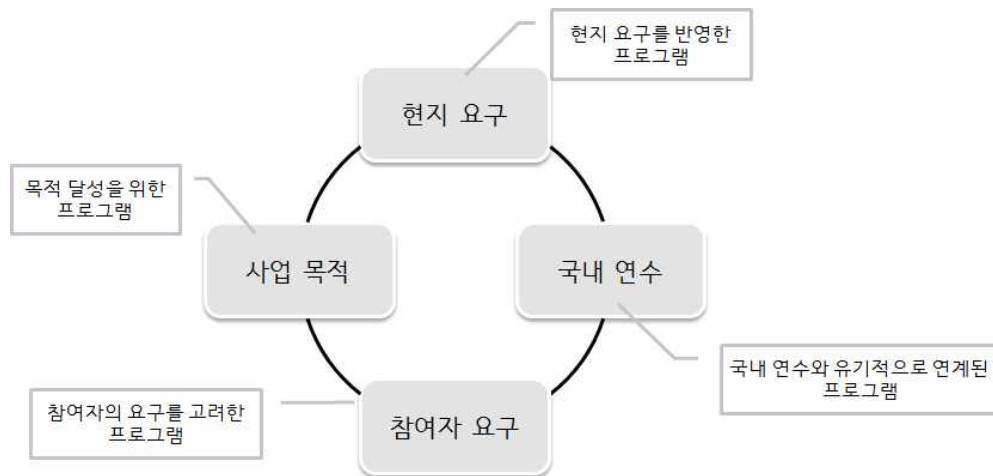 현지 요구를 반영한
프로그램
현지 요구
목적 달성을 위한
프로그램
사업 목적
국내 연수
국내 연수와 유기적으로 연계된
프로그램
참여자의 요구를 고려한
프로그램
참여자 요구